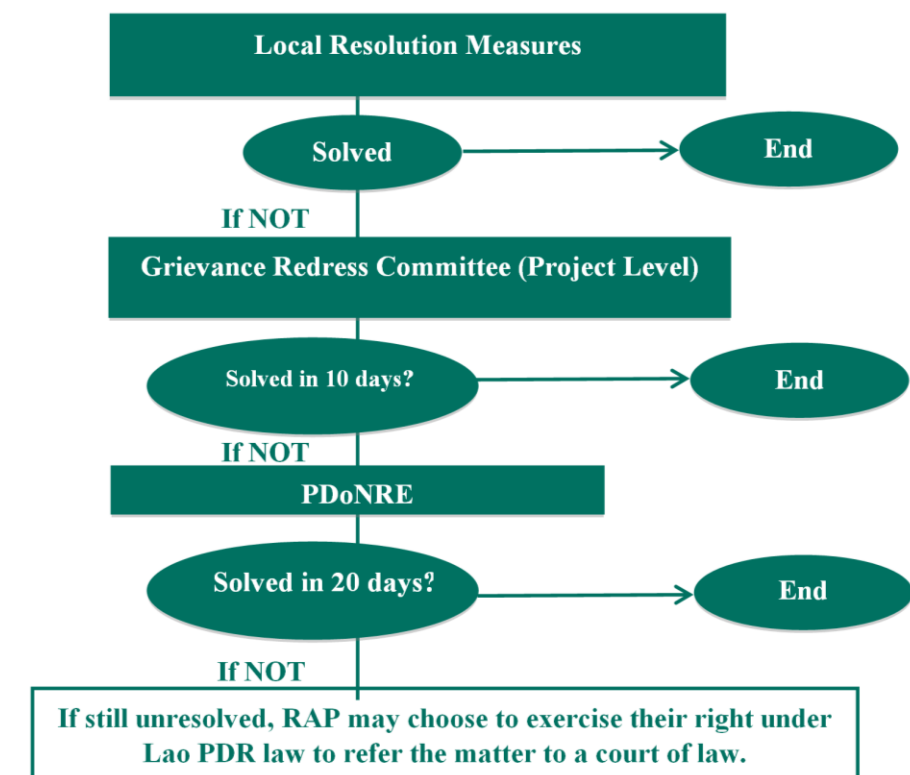 Local Resolution Measures
Solved
End
If NOT
Grievance Redress Committee (Project Level)
Solved in 10 days?
End
If NOT
PDoNRE
Solved in 20 days?
End
If NOT
If still unresolved, RAP may choose to exercise their right under
Lao PDR law to refer the matter to a court of law.